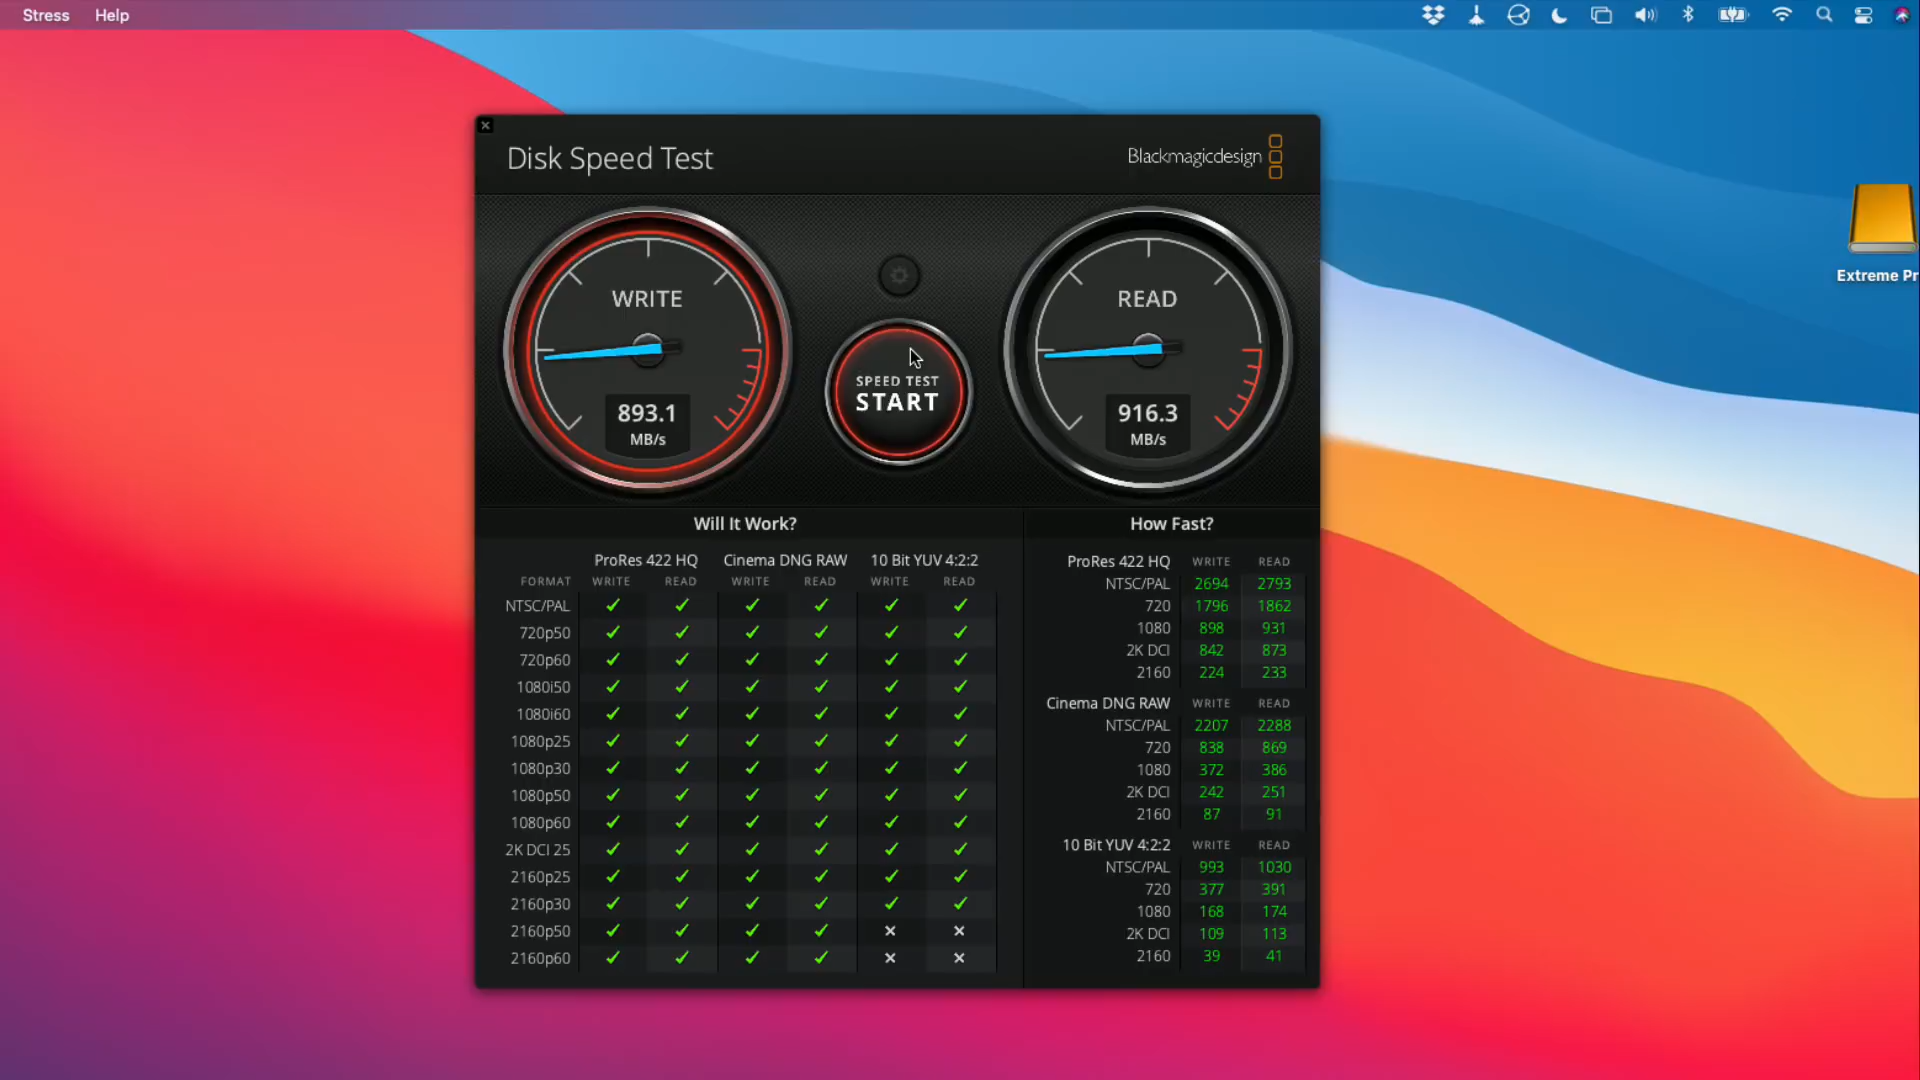 Stress Help
Disk Speed Test
Blackmagicdesign
WRITE
893.1
MB/s
SPEED TEST
START
READ
916.3
MB/s
Extreme Pr
Will It Work?
ProRes 422 HQ Cinema DNG RAW 10 Bit YUV 4:2:2
FORMAT WRITE READ WRITE READ WRITE READ
NTSC/PAL ✓ ✓ ✓ ✓ ✓ ✓
720p50 ✓ ✓ ✓ ✓ ✓ ✓
720p60 ✓ ✓ ✓ ✓ ✓ ✓
1080i50 ✓ ✓ ✓ ✓ ✓ ✓
1080i60 ✓ ✓ ✓ ✓ ✓ ✓
1080p25 ✓ ✓ ✓ ✓ ✓ ✓
1080p30 ✓ ✓ ✓ ✓ ✓ ✓
1080p50 ✓ ✓ ✓ ✓ ✓ ✓
1080p60 ✓ ✓ ✓ ✓ ✓ ✓
2K DCI 25 ✓ ✓ ✓ ✓ ✓ ✓
2160p25 ✓ ✓ ✓ ✓ ✓ ✓
2160p30 ✓ ✓ ✓ ✓ ✓ ✓
2160p50 ✓ ✓ ✓ ✓ × ×
2160p60 ✓ ✓ ✓ ✓ × ×
How Fast?
ProRes 422 HQ WRITE READ
NTSC/PAL 2694 2793
720 1796 1862
1080 898 931
2K DCI 842 873
2160 224 233
Cinema DNG RAW WRITE READ
NTSC/PAL 2207 2288
720 838 869
1080 372 386
2K DCI 242 251
2160 87 91
10 Bit YUV 4:2:2 WRITE READ
NTSC/PAL 993 1030
720 377 391
1080 168 174
2K DCI 109 113
2160 39 41